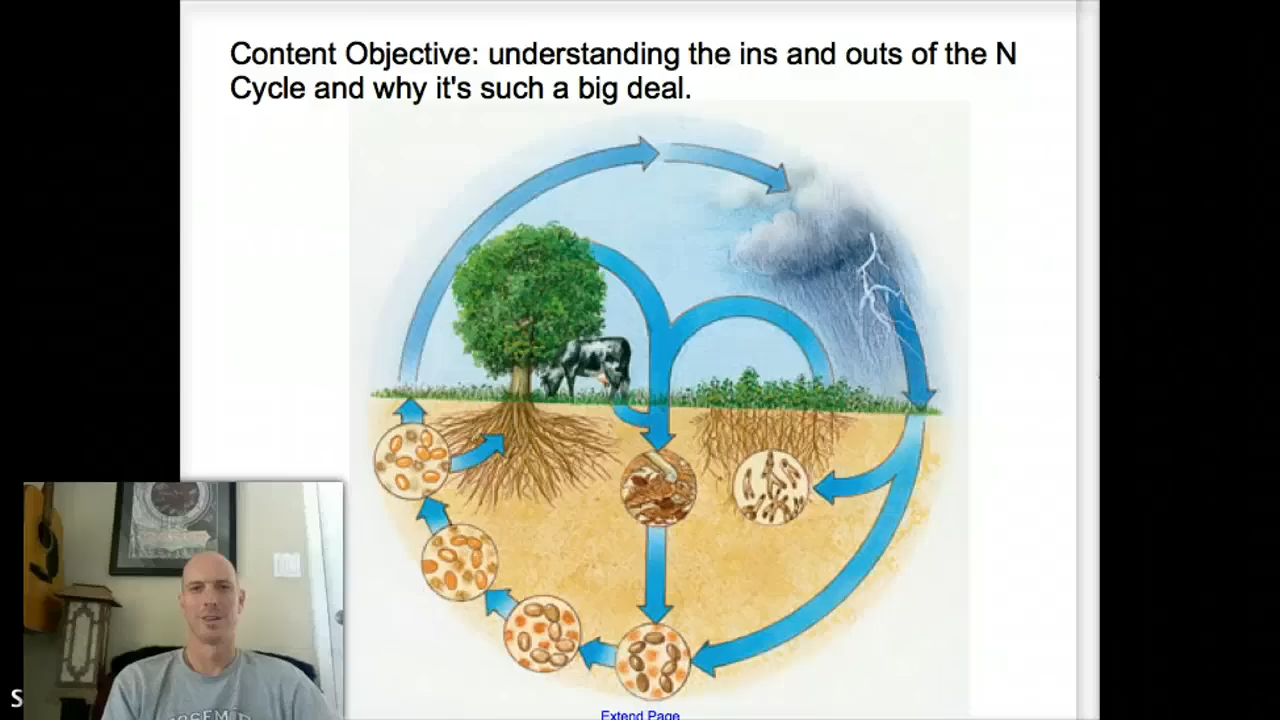 Content Objective: understanding the ins and outs of the N
Cycle and why it's such a big deal.
S
Extend Page